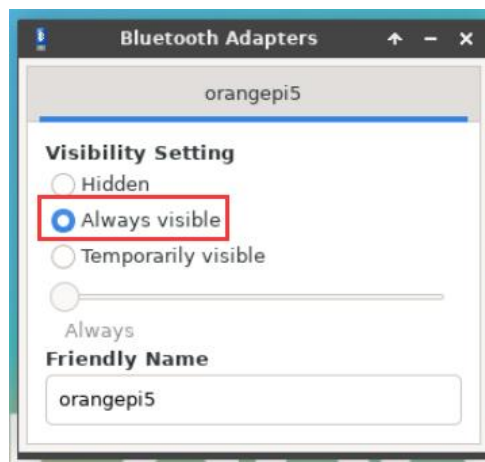 Bluetooth Adapters
orangepi5
Visibility Setting
Hidden
Always visible
Temporarily visible
Always
Friendly Name
orangepi5